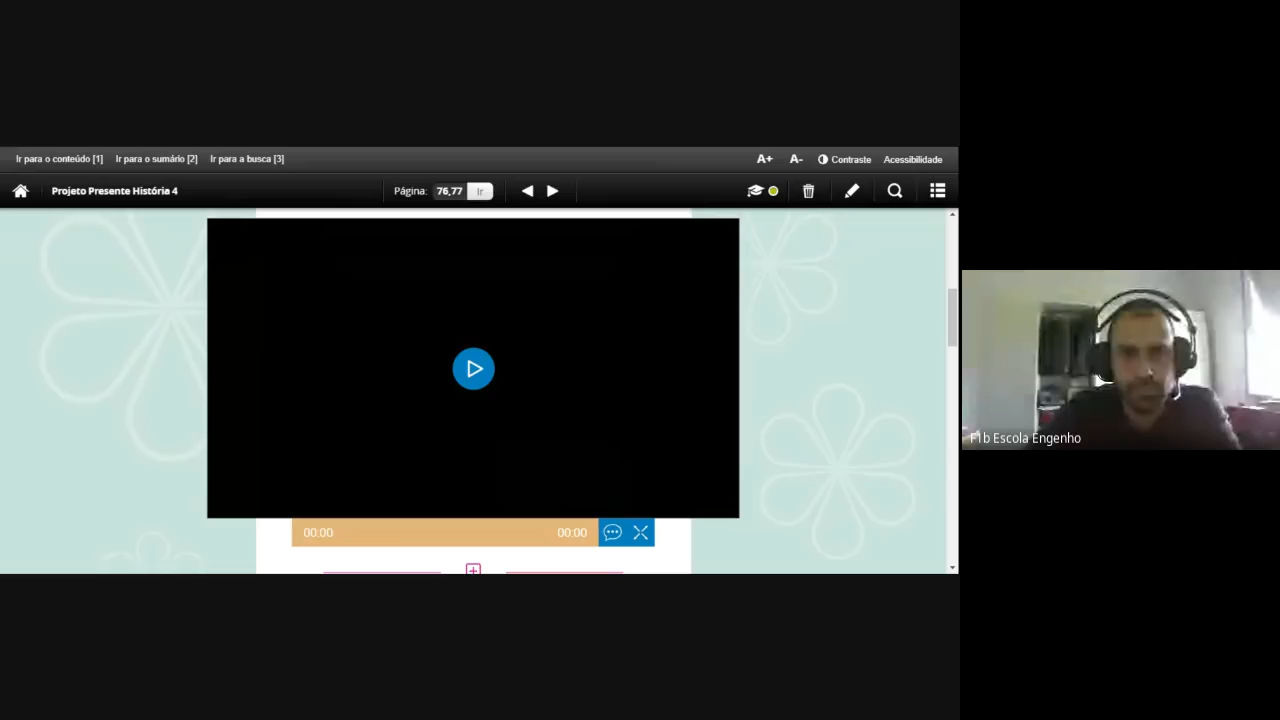 Ir para o conteúdo [1] Ir para o sumário [2] Ir para a busca [3] A+ A- Contraste Acessibilidade
Projeto Presente História 4 Página: 76,77 Ir
00:00 00:00
F1b Escola Engenho